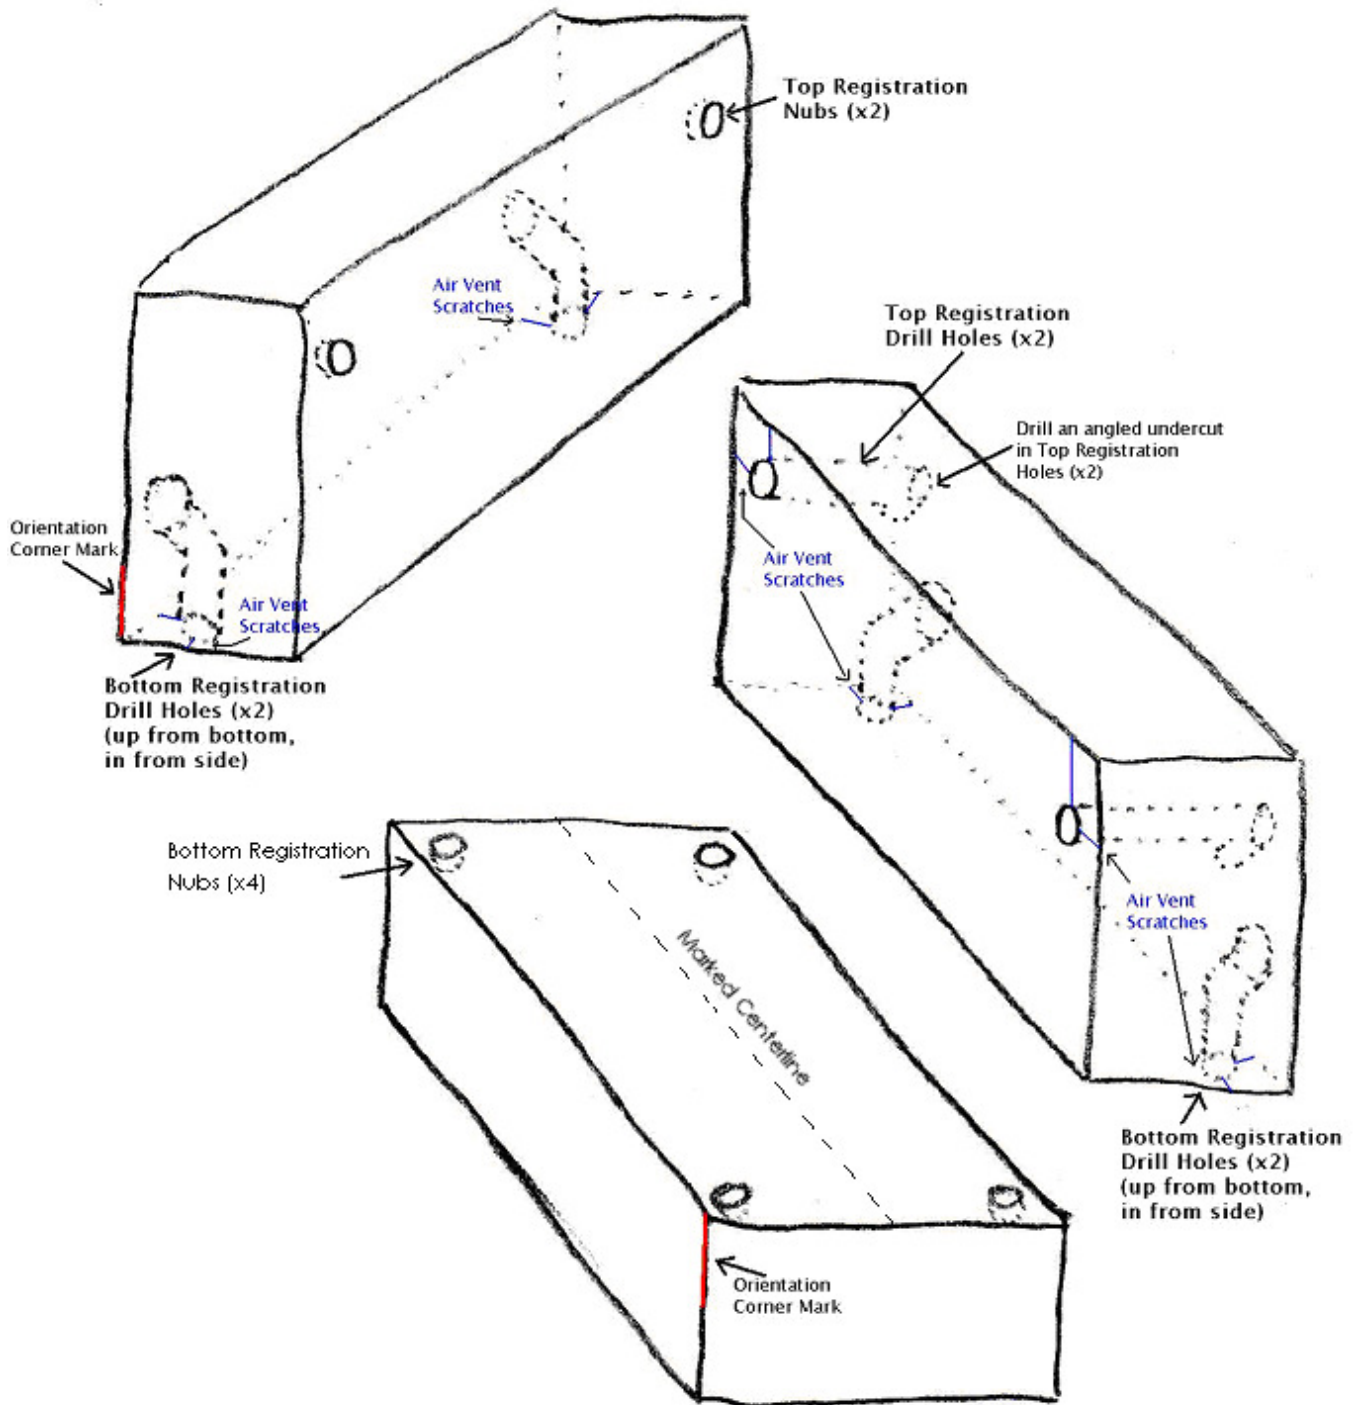 Top Registration
Nubs (x2)
Air Vent
Scratches
Top Registration
Drill Holes (x2)
Drill an angled undercut
in Top Registration
Holes (x2)
Orientation
Corner Mark
Air Vent
Scratches
Air Vent
Scratches
Bottom Registration
Drill Holes (x2)
(up from bottom,
in from side)
Bottom Registration
Nubs (x4)
Marked Centerline
Air Vent
Scratches
Bottom Registration
Drill Holes (x2)
(up from bottom,
in from side)
Orientation
Corner Mark